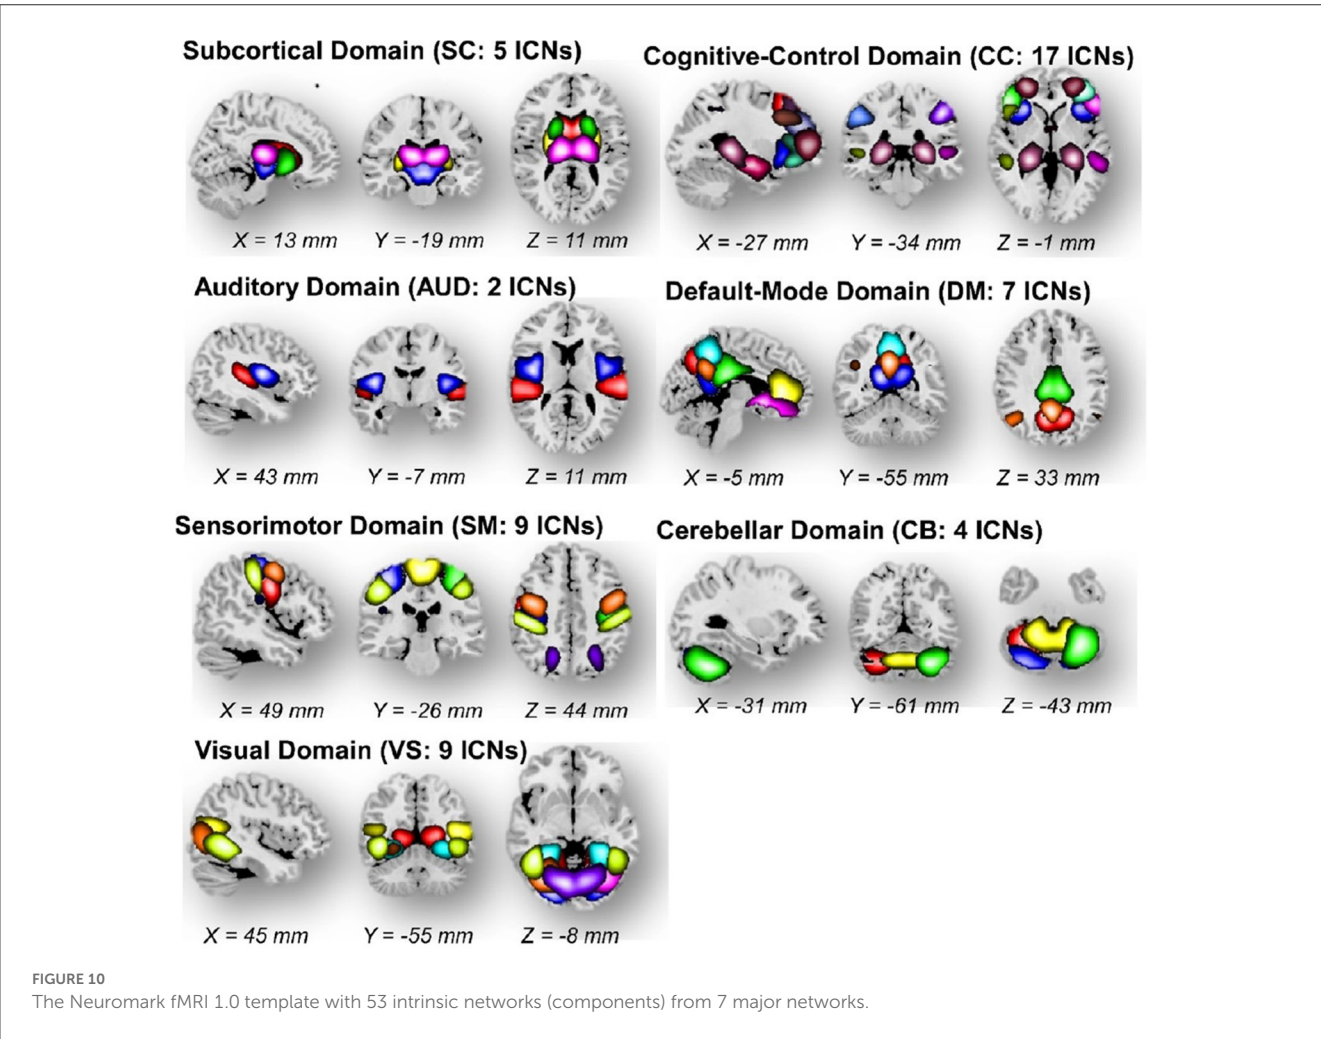 Subcortical Domain (SC: 5 ICNs)
X = 13 mm Y = -19 mm Z = 11 mm
Cognitive-Control Domain (CC: 17 ICNs)
X = -27 mm Y = -34 mm Z = -1 mm
Auditory Domain (AUD: 2 ICNs)
X = 43 mm Y = -7 mm Z = 11 mm
Default-Mode Domain (DM: 7 ICNs)
X = -5 mm Y = -55 mm Z = 33 mm
Sensorimotor Domain (SM: 9 ICNs)
X = 49 mm Y = -26 mm Z = 44 mm
Cerebellar Domain (CB: 4 ICNs)
X = -31 mm Y = -61 mm Z = -43 mm
Visual Domain (VS: 9 ICNs)
X = 45 mm Y = -55 mm Z = -8 mm
FIGURE 10
The Neuromark fMRI 1.0 template with 53 intrinsic networks (components) from 7 major networks.